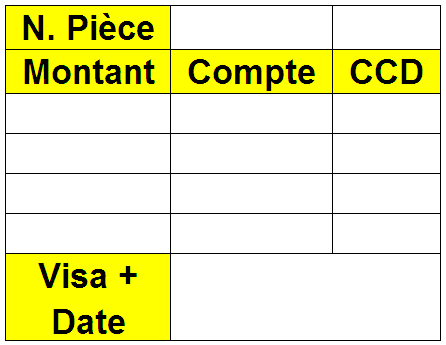 N. Pièce
Montant Compte CCD
Visa +
Date